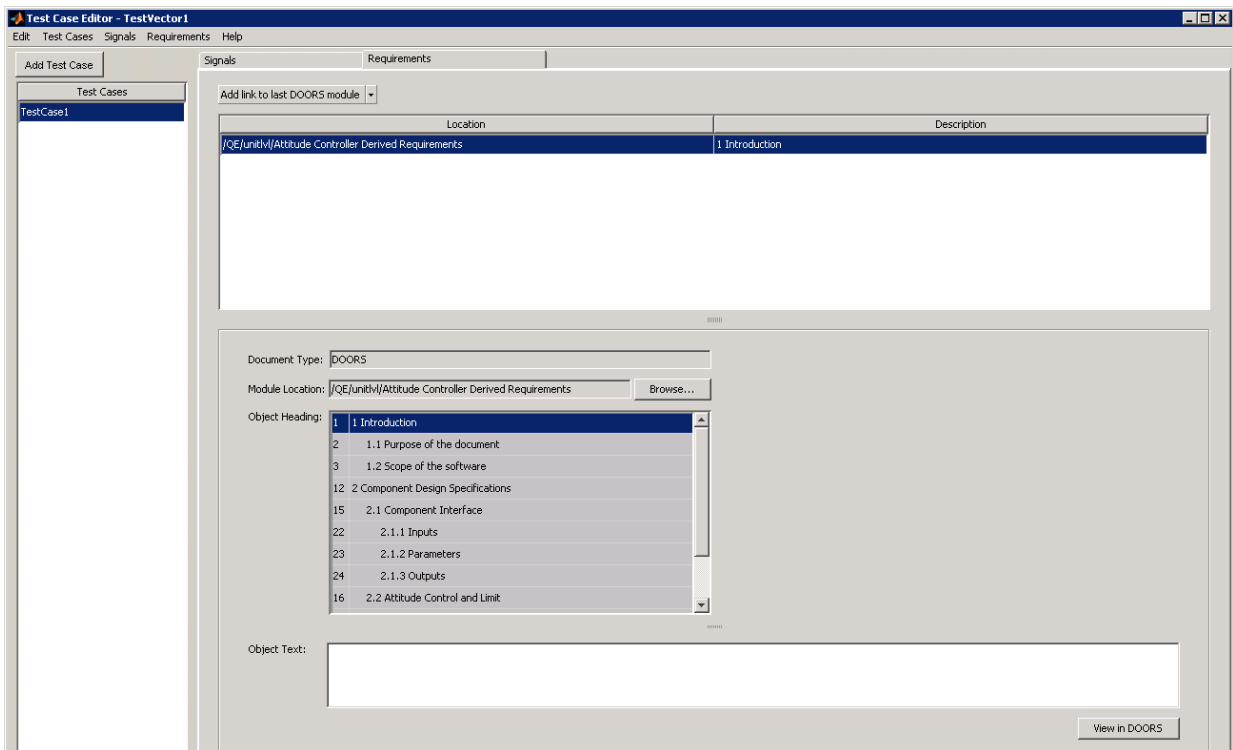 Test Case Editor - TestVector1
Edit Test Cases Signals Requirements Help
Add Test Case
Test Cases
TestCase1
Signals
Requirements
Add link to last DOORS module
Location Description
/QE/unitlvl/Attitude Controller Derived Requirements 1 Introduction
Document Type: DOORS
Module Location: /QE/unitlvl/Attitude Controller Derived Requirements Browse...
Object Heading:
1 1 Introduction
2 1.1 Purpose of the document
3 1.2 Scope of the software
12 2 Component Design Specifications
15 2.1 Component Interface
22 2.1.1 Inputs
23 2.1.2 Parameters
24 2.1.3 Outputs
16 2.2 Attitude Control and Limit
Object Text:
View in DOORS